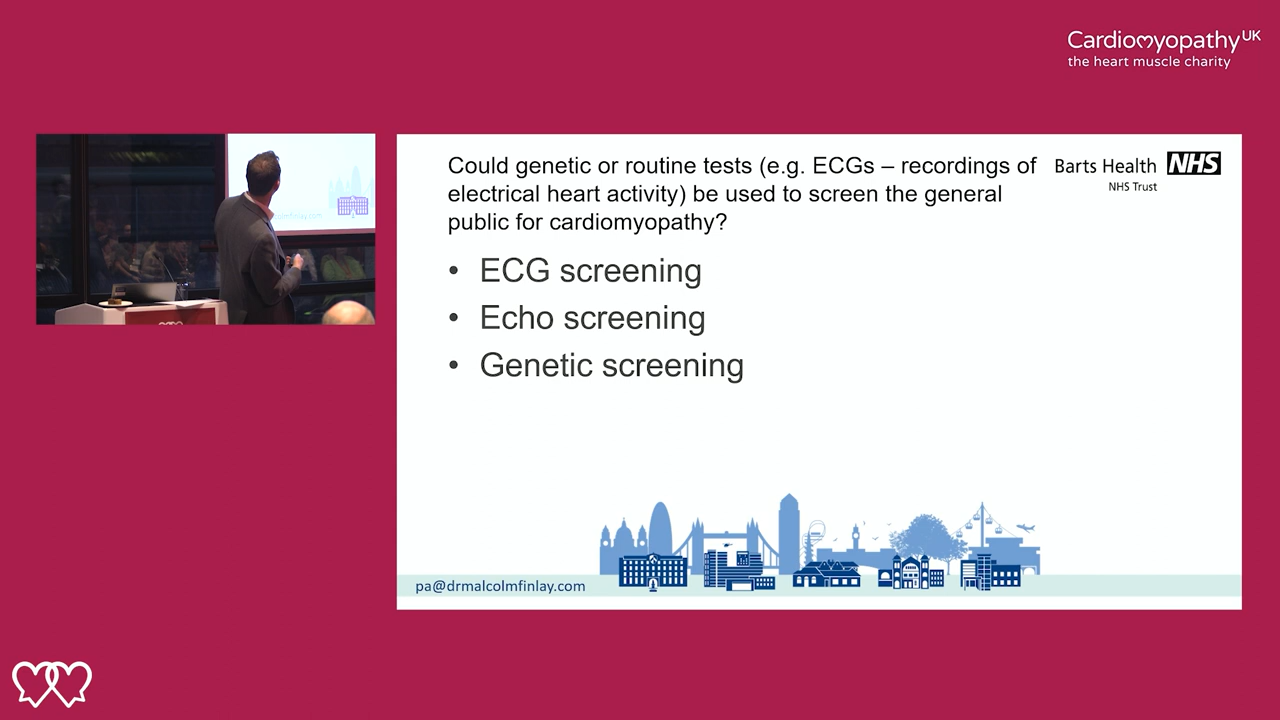 Cardiomyopathy UK
the heart muscle charity
Could genetic or routine tests (e.g. ECGs – recordings of
electrical heart activity) be used to screen the general
public for cardiomyopathy?
Barts Health NHS
NHS Trust
• ECG screening
• Echo screening
• Genetic screening
pa@drmalcolmfinlay.com